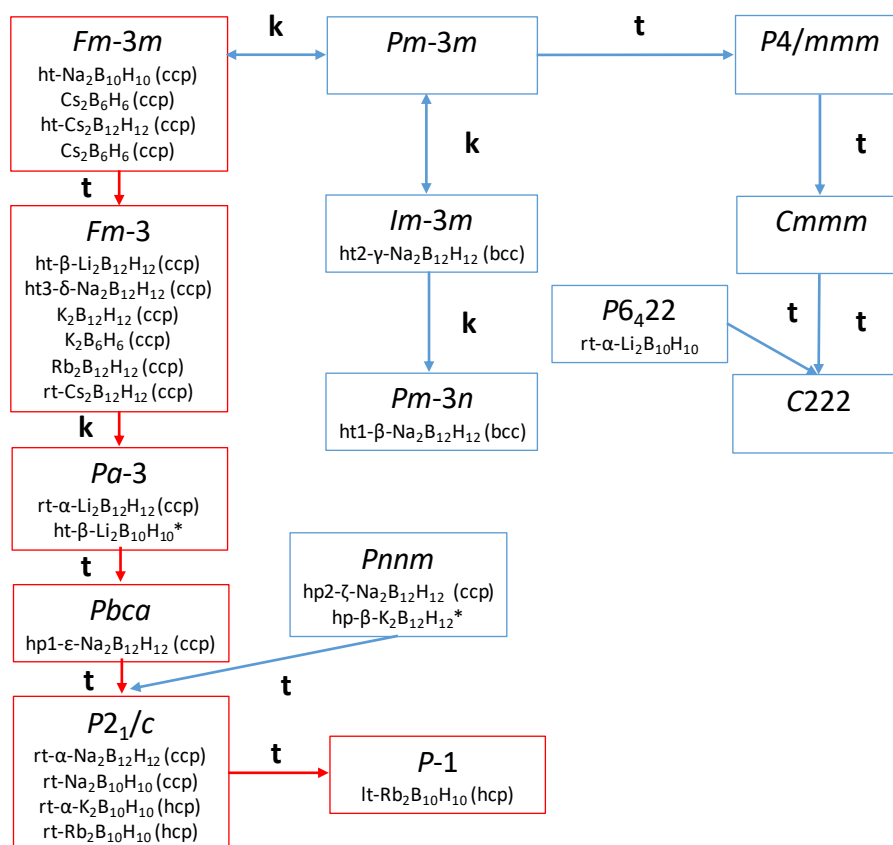 Fm-3m
ht-Na₂B₁₀H₁₀ (ccp)
Cs₂B₆H₆ (ccp)
ht-Cs₂B₁₂H₁₂ (ccp)
Cs₂B₆H₆ (ccp)
k
Pm-3m
t
P4/mmm
t
k
t
Fm-3
ht-β-Li₂B₁₂H₁₂ (ccp)
ht3-δ-Na₂B₁₂H₁₂ (ccp)
K₂B₁₂H₁₂ (ccp)
K₂B₆H₆ (ccp)
Rb₂B₁₂H₁₂ (ccp)
rt-Cs₂B₁₂H₁₂ (ccp)
Im-3m
ht2-γ-Na₂B₁₂H₁₂ (bcc)
Cmmm
k
P6₄22
rt-α-Li₂B₁₀H₁₀
t
t
Pm-3n
ht1-β-Na₂B₁₂H₁₂ (bcc)
C222
k
Pa-3
rt-α-Li₂B₁₂H₁₂ (ccp)
ht-β-Li₂B₁₀H₁₀*
t
Pnnm
hp2-ζ-Na₂B₁₂H₁₂ (ccp)
hp-β-K₂B₁₂H₁₂*
Pbca
hp1-ε-Na₂B₁₂H₁₂ (ccp)
t
t
P2₁/c
rt-α-Na₂B₁₂H₁₂ (ccp)
rt-Na₂B₁₀H₁₀ (ccp)
rt-α-K₂B₁₀H₁₀ (hcp)
rt-Rb₂B₁₀H₁₀ (hcp)
t
P-1
lt-Rb₂B₁₀H₁₀ (hcp)